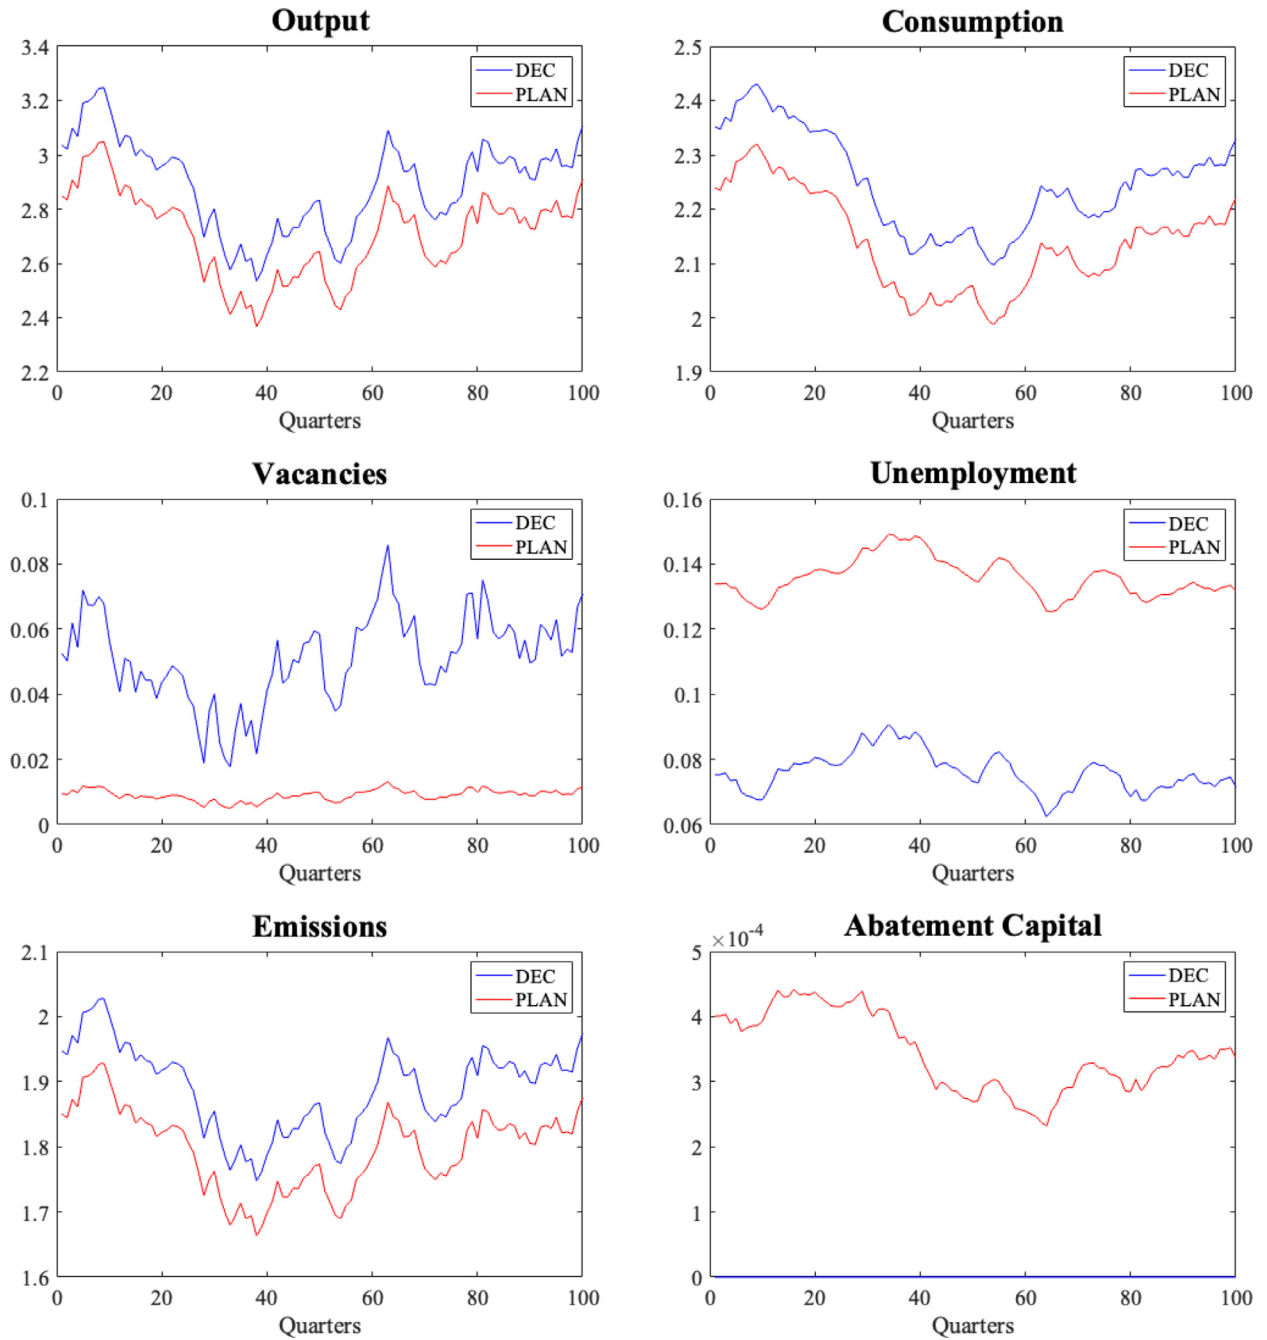 Output
3.4
3.2
3
2.8
2.6
2.4
2.2
0 20 40 60 80 100
Quarters
DEC
PLAN
Consumption
2.5
2.4
2.3
2.2
2.1
2
1.9
0 20 40 60 80 100
Quarters
DEC
PLAN
Vacancies
0.1
0.08
0.06
0.04
0.02
0
0 20 40 60 80 100
Quarters
DEC
PLAN
Unemployment
0.16
0.14
0.12
0.1
0.08
0.06
0 20 40 60 80 100
Quarters
DEC
PLAN
Emissions
2.1
2
1.9
1.8
1.7
1.6
0 20 40 60 80 100
Quarters
DEC
PLAN
Abatement Capital
×10⁻⁴
5
4
3
2
1
0
0 20 40 60 80 100
Quarters
DEC
PLAN